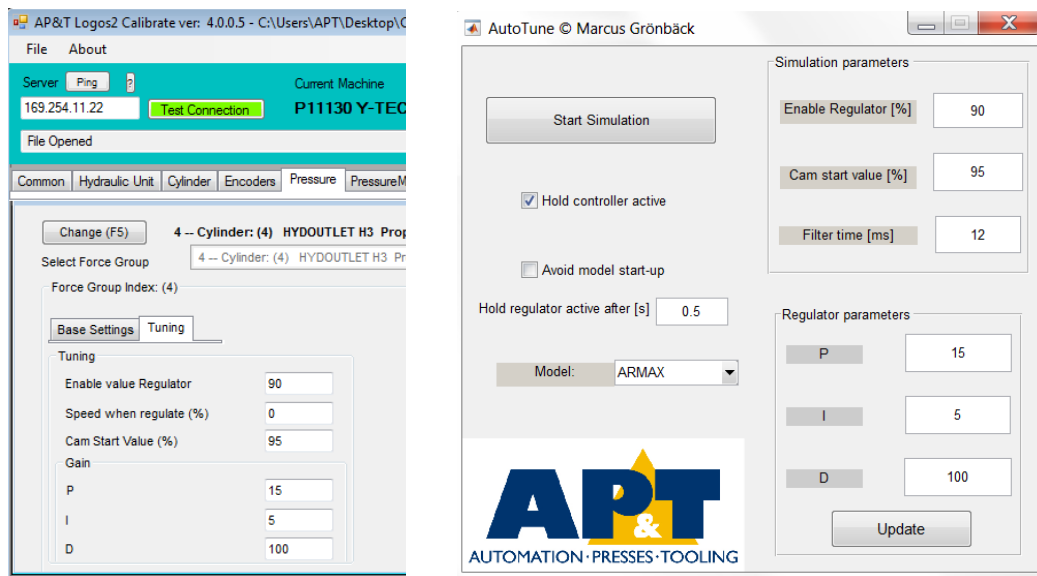 AP&T Logos2 Calibrate ver: 4.0.0.5 - C:\Users\APT\Desktop\
File About
Server Ping ? Current Machine
169.254.11.22 Test Connection P11130 Y-TEC
File Opened
Common Hydraulic Unit Cylinder Encoders Pressure PressureM
Change (F5) 4 -- Cylinder: (4) HYDOUTLET H3 Prop
Select Force Group 4 -- Cylinder: (4) HYDOUTLET H3 Pr
Force Group Index: (4)
Base Settings Tuning
Tuning
Enable value Regulator 90
Speed when regulate (%) 0
Cam Start Value (%) 95
Gain
P 15
I 5
D 100
AutoTune © Marcus Grönbäck
Start Simulation
Hold controller active
Avoid model start-up
Hold regulator active after [s] 0.5
Model: ARMAX
AP&T
AUTOMATION·PRESSES·TOOLING
Simulation parameters
Enable Regulator [%] 90
Cam start value [%] 95
Filter time [ms] 12
Regulator parameters
P 15
I 5
D 100
Update